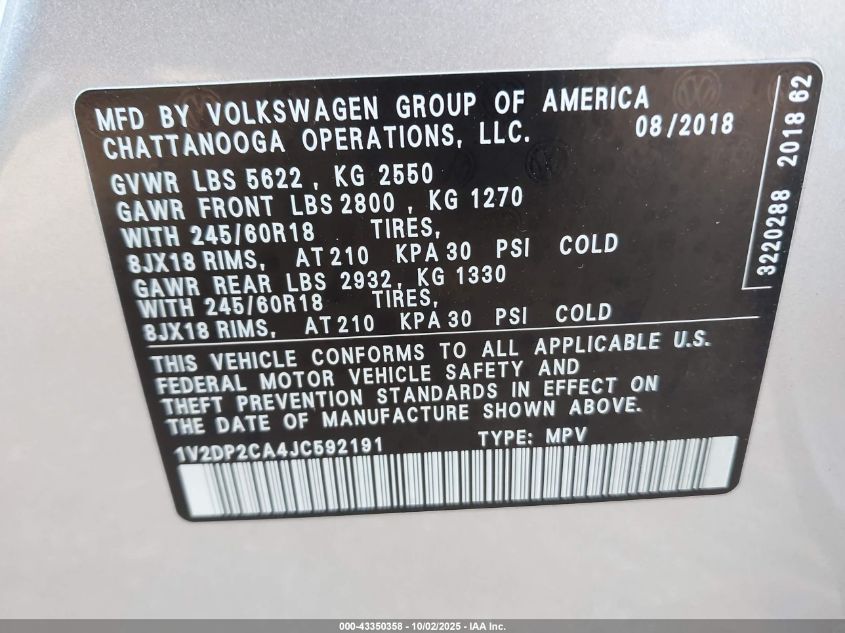 MFD BY VOLKSWAGEN GROUP OF AMERICA
CHATTANOOGA OPERATIONS, LLC.
08/2018
GVWR LBS 5622 , KG 2550
GAWR FRONT LBS 2800 , KG 1270
WITH 245/60R18 TIRES,
8JX18 RIMS, AT 210 KPA 30 PSI COLD
GAWR REAR LBS 2932, KG 1330
WITH 245/60R18 TIRES,
8JX18 RIMS, AT 210 KPA 30 PSI COLD
3220288 2018 62
THIS VEHICLE CONFORMS TO ALL APPLICABLE U.S.
FEDERAL MOTOR VEHICLE SAFETY AND
THEFT PREVENTION STANDARDS IN EFFECT ON
THE DATE OF MANUFACTURE SHOWN ABOVE.
1V2DP2CA4JC592191 TYPE: MPV
000-43350358 - 10/02/2025 - IAA Inc.